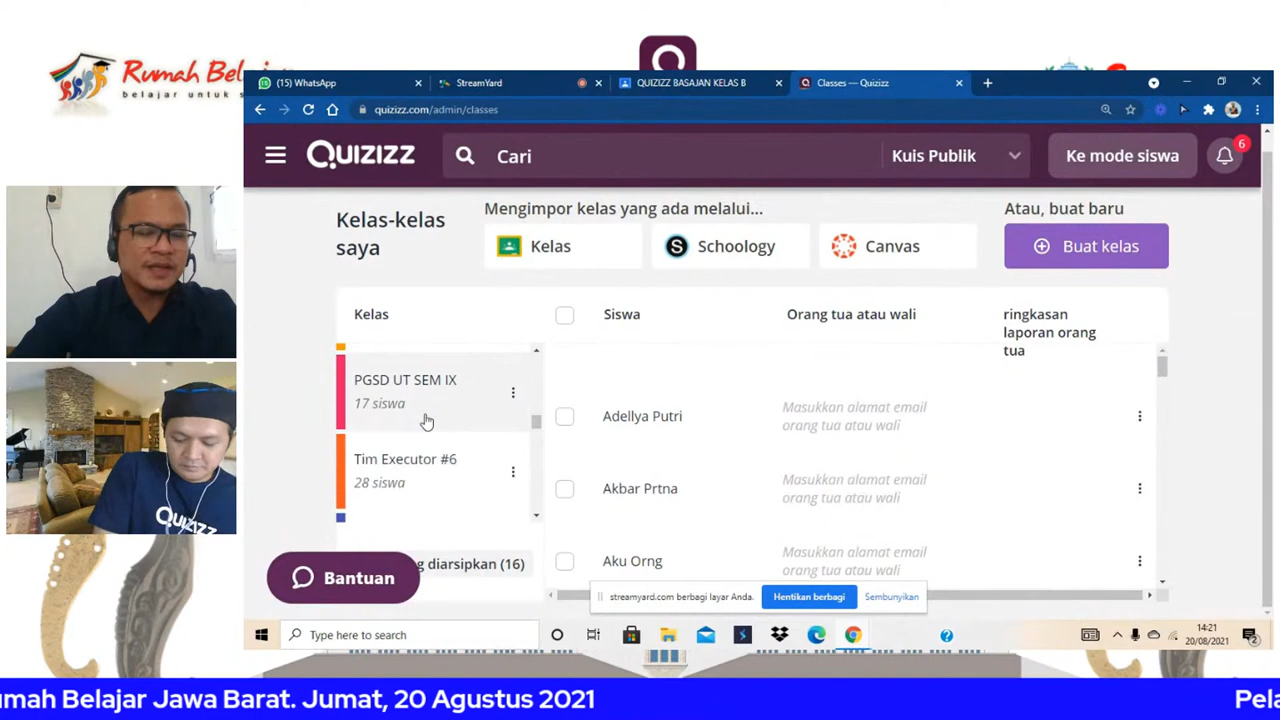 Rumah Bel
belajar untuk s
(15) WhatsApp
StreamYard
QUIZIZZ BASAJAN KELAS B
Classes — Quizizz
quizizz.com/admin/classes
QUIZIZZ
Cari
Kuis Publik
Ke mode siswa
6
Kelas-kelas
saya
Mengimpor kelas yang ada melalui...
Kelas
S Schoology
Canvas
Atau, buat baru
Buat kelas
Kelas
Siswa
Orang tua atau wali
ringkasan
laporan orang
tua
PGSD UT SEM IX
17 siswa
Tim Executor #6
28 siswa
g diarsipkan (16)
Adellya Putri
Masukkan alamat email
orang tua atau wali
Akbar Prtna
Masukkan alamat email
orang tua atau wali
Aku Orng
Masukkan alamat email
orang tua atau wali
Bantuan
streamyard.com berbagi layar Anda.
Hentikan berbagi
Sembunyikan
Type here to search
14:21
20/08/2021
2
QUIZIZZ
umah Belajar Jawa Barat. Jumat, 20 Agustus 2021
Pela